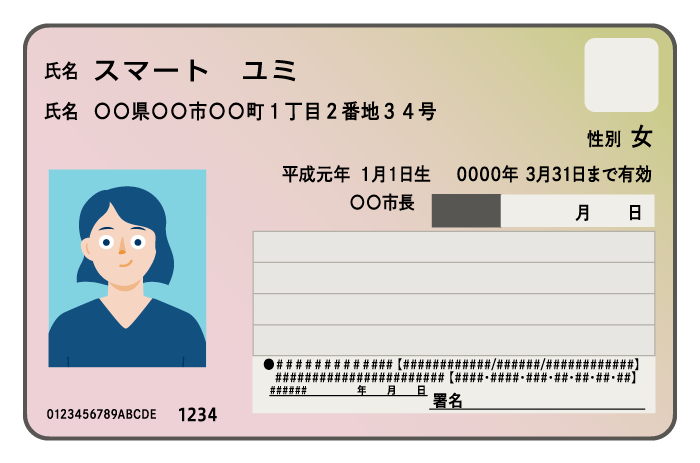 氏名 スマート ユミ
氏名 〇〇県〇〇市〇〇町１丁目２番地３４号
性別 女
平成元年 1月1日生 0000年 3月31日まで有効
〇〇市長
月 日
●############# 【############/######/############】
####################### 【####・####・###・##・##・##・##】
###### 年 月 日
署名
0123456789ABCDE 1234